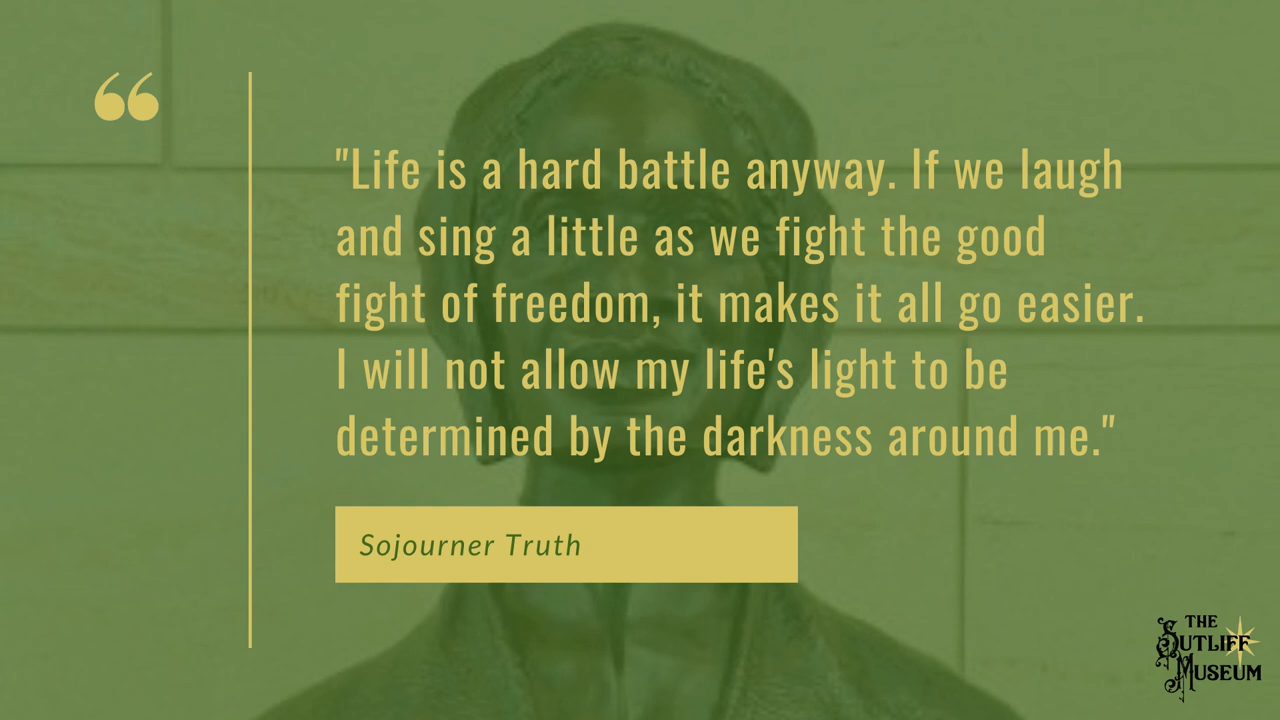 "Life is a hard battle anyway. If we laugh
and sing a little as we fight the good
fight of freedom, it makes it all go easier.
I will not allow my life's light to be
determined by the darkness around me."
Sojourner Truth
THE
SUTLIFF
MUSEUM